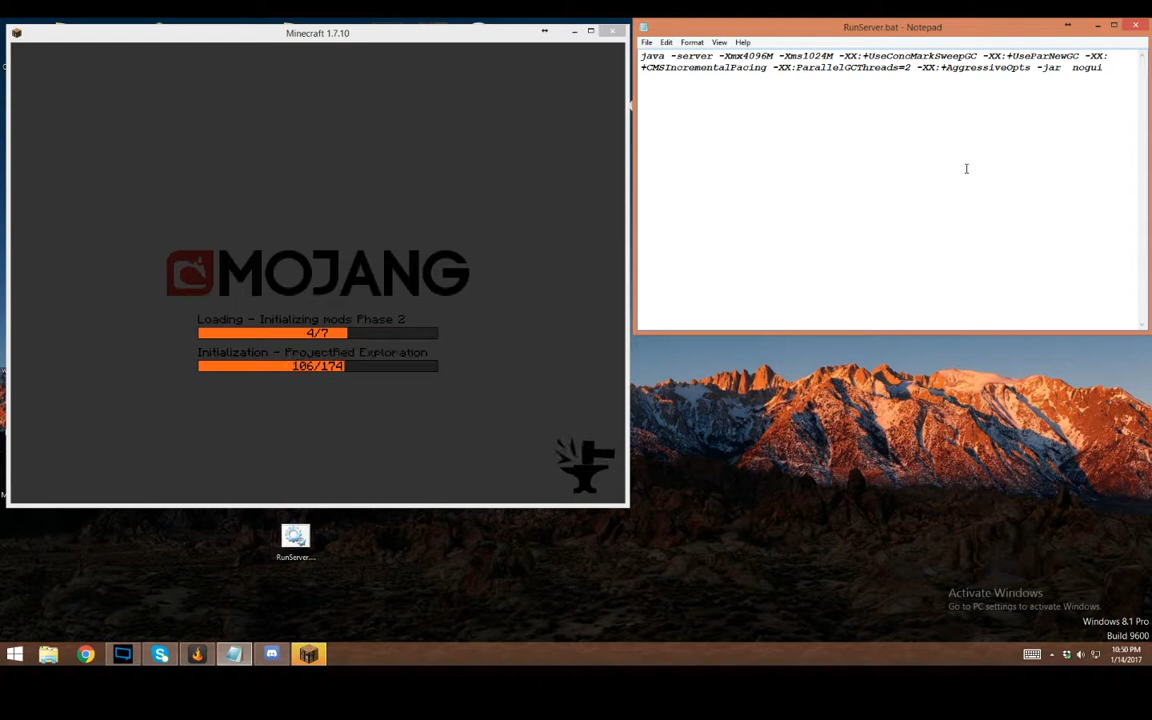 Minecraft 1.7.10
MOJANG
Loading - Initializing mods Phase 2
4/7
Initialization - ProjectRed Exploration
106/174
RunServer.bat - Notepad
File Edit Format View Help
java -server -Xmx4096M -Xms1024M -XX:+UseConcMarkSweepGC -XX:+UseParNewGC -XX:
+CMSIncrementalPacing -XX:ParallelGCThreads=2 -XX:+AggressiveOpts -jar  nogui
RunServer....
Activate Windows
Go to PC settings to activate Windows.
Windows 8.1 Pro
Build 9600
10:50 PM
1/14/2017